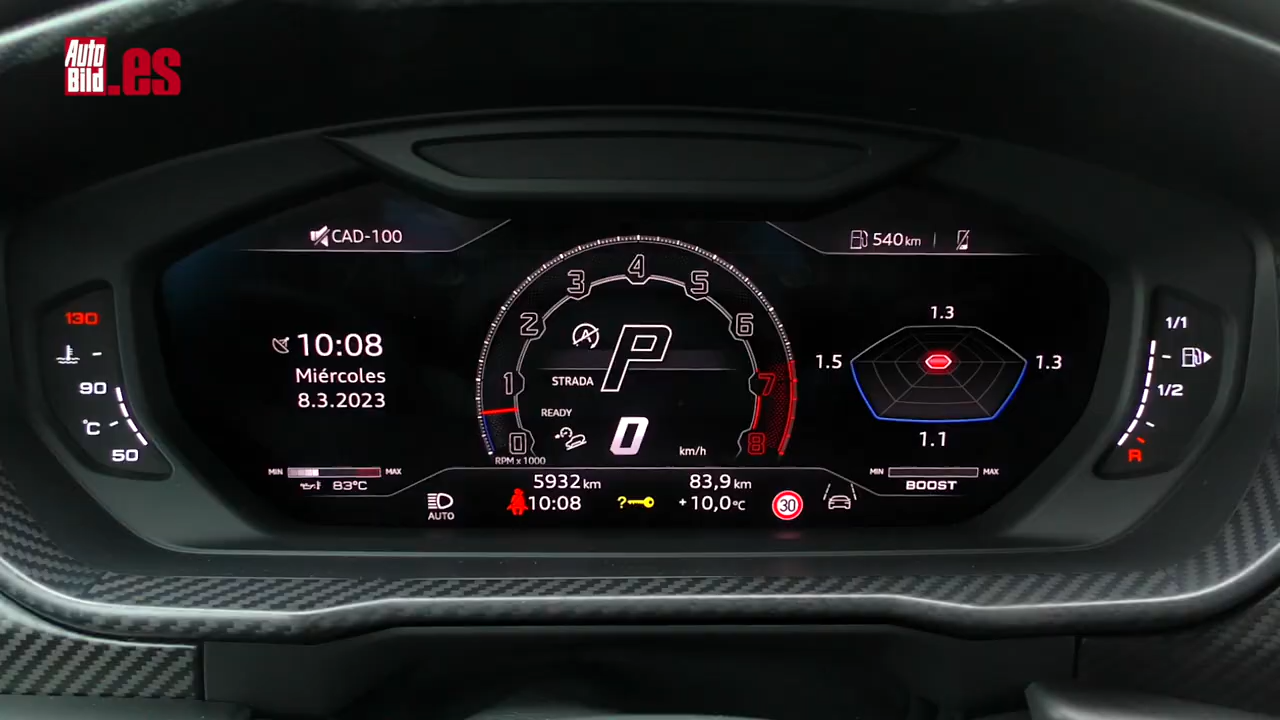 Auto
Bild
.es
CAD-100
540 km
130
90
°C
50
10:08
Miércoles
8.3.2023
MIN MAX
83°C
0 1 2 3 4 5 6 7 8
P
STRADA
READY
0
km/h
RPM x 1000
1.3
1.5 1.3
1.1
MIN MAX
BOOST
1/1
1/2
R
5932 km 83,9 km
AUTO
10:08 ? +10,0°C 30